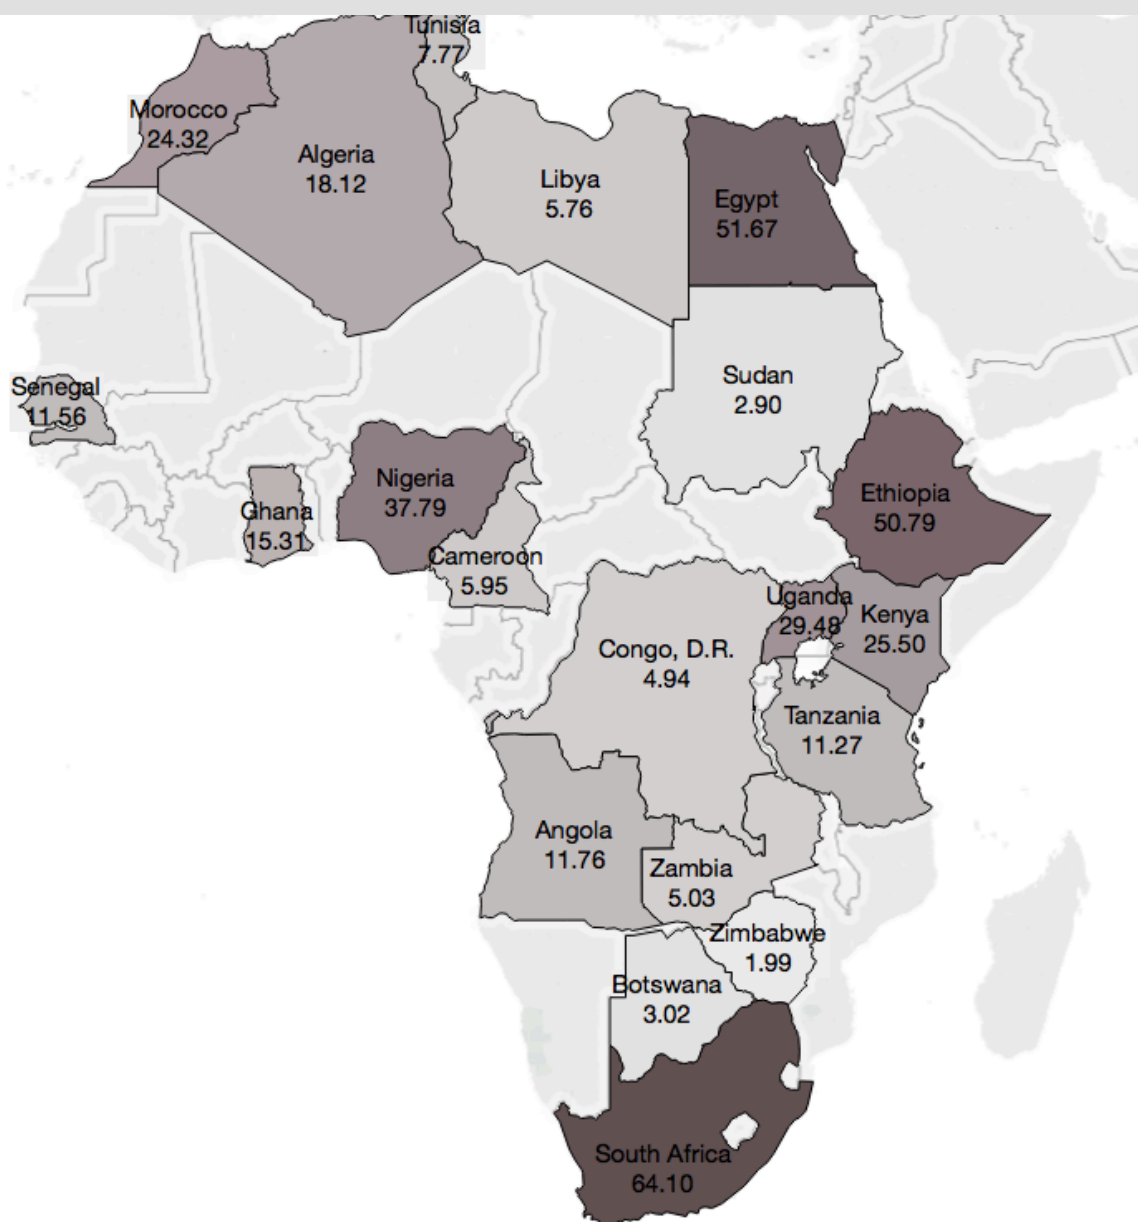 Tunisia
7.77
Morocco
24.32
Algeria
18.12
Libya
5.76
Egypt
51.67
Sudan
2.90
Senegal
11.56
Nigeria
37.79
Ghana
15.31
Cameroon
5.95
Ethiopia
50.79
Uganda
29.48
Kenya
25.50
Congo, D.R.
4.94
Tanzania
11.27
Angola
11.76
Zambia
5.03
Zimbabwe
1.99
Botswana
3.02
South Africa
64.10